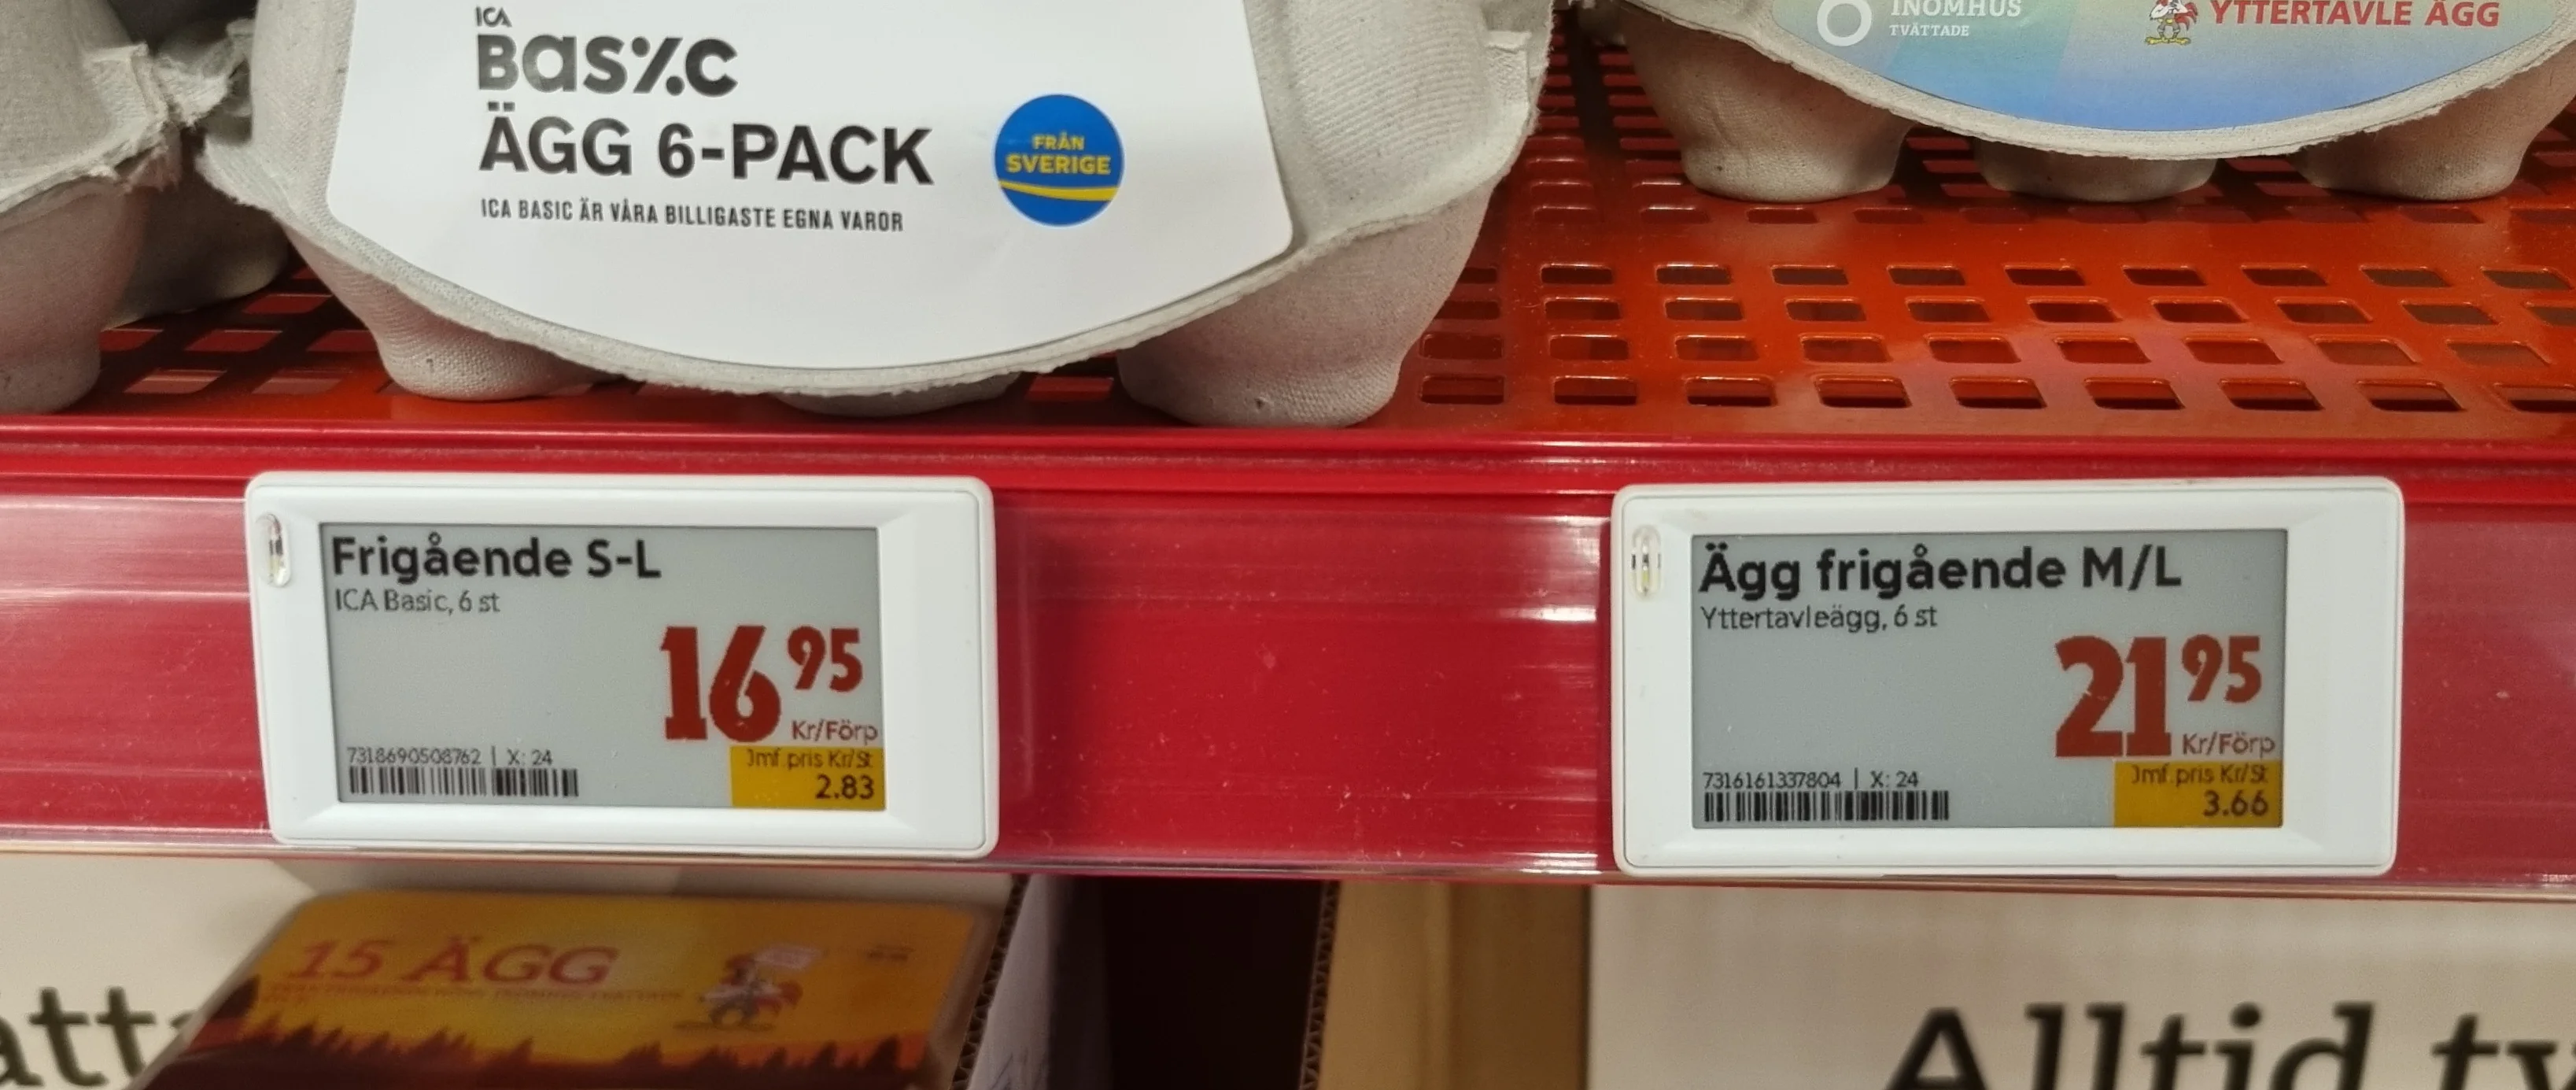 ICA
Bas%c
ÄGG 6-PACK
ICA BASIC ÄR VÅRA BILLIGASTE EGNA VAROR
FRÅN
SVERIGE
INOMHUS
TVÄTTADE
YTTERTAVLE ÄGG
Frigående S-L
ICA Basic, 6 st
16 95
Kr/Förp
7318690508762 | X: 24
Jmf.pris Kr/St
2.83
Ägg frigående M/L
Yttertavleägg, 6 st
21 95
Kr/Förp
7316161337804 | X: 24
Jmf.pris Kr/St
3.66
15 ÄGG
Alltid